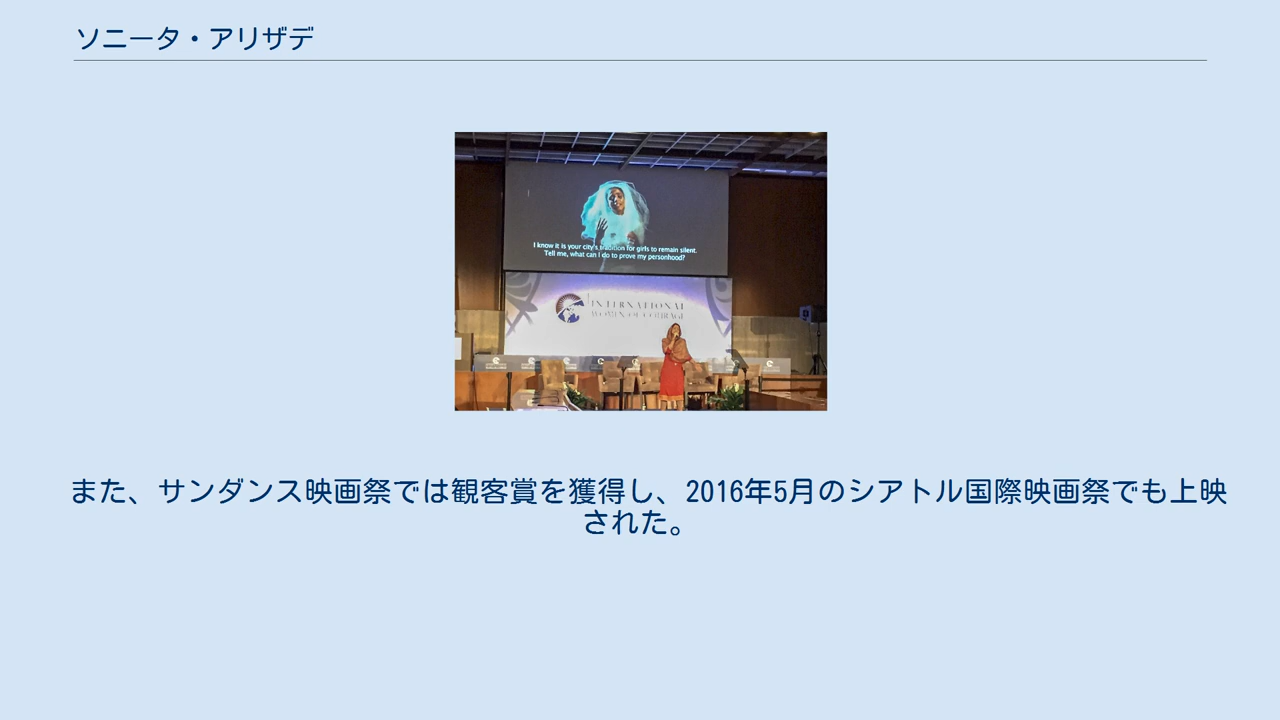 ソニータ・アリザデ
I know it is your city's tradition for girls to remain silent.
Tell me, what can I do to prove my personhood?
INTERNATIONAL
WOMEN OF COURAGE
また、サンダンス映画祭では観客賞を獲得し、2016年5月のシアトル国際映画祭でも上映
された。